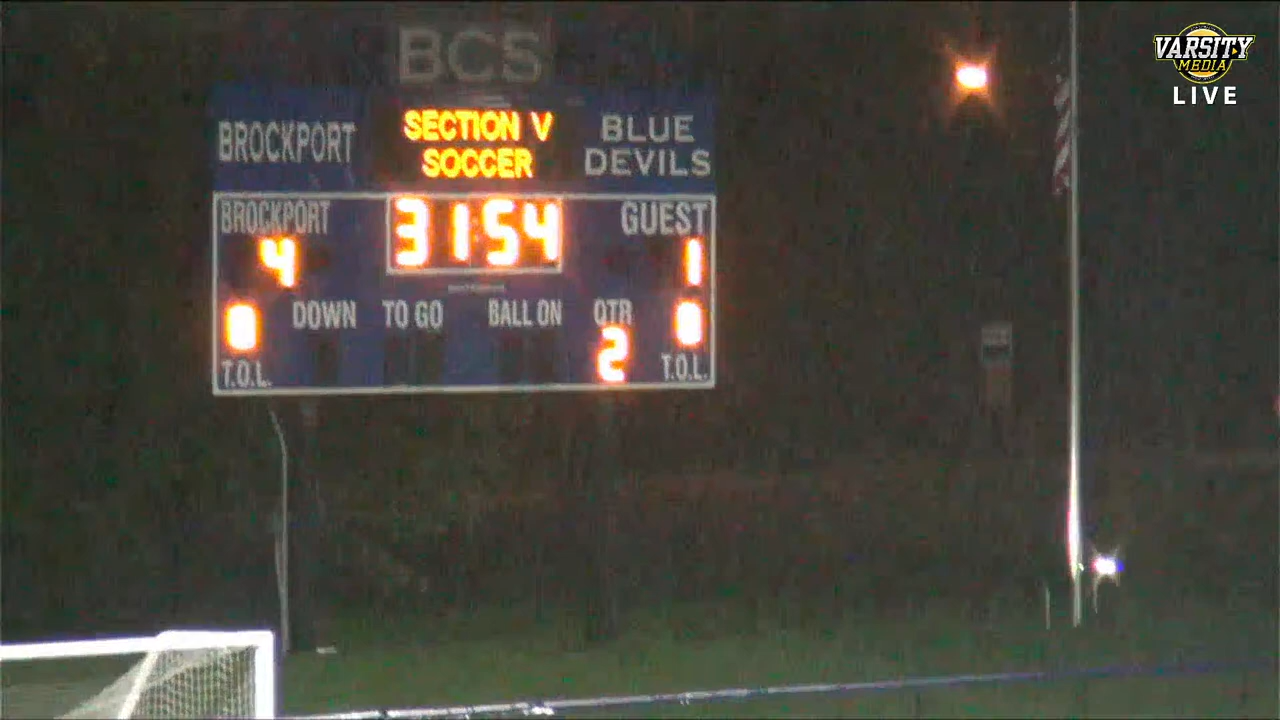 BCS
BROCKPORT
SECTION V
SOCCER
BLUE
DEVILS
BROCKPORT
31:54
GUEST
4
1
DOWN
TO GO
BALL ON
QTR
0
2
0
T.O.L.
T.O.L.
VARSITY
MEDIA
LIVE